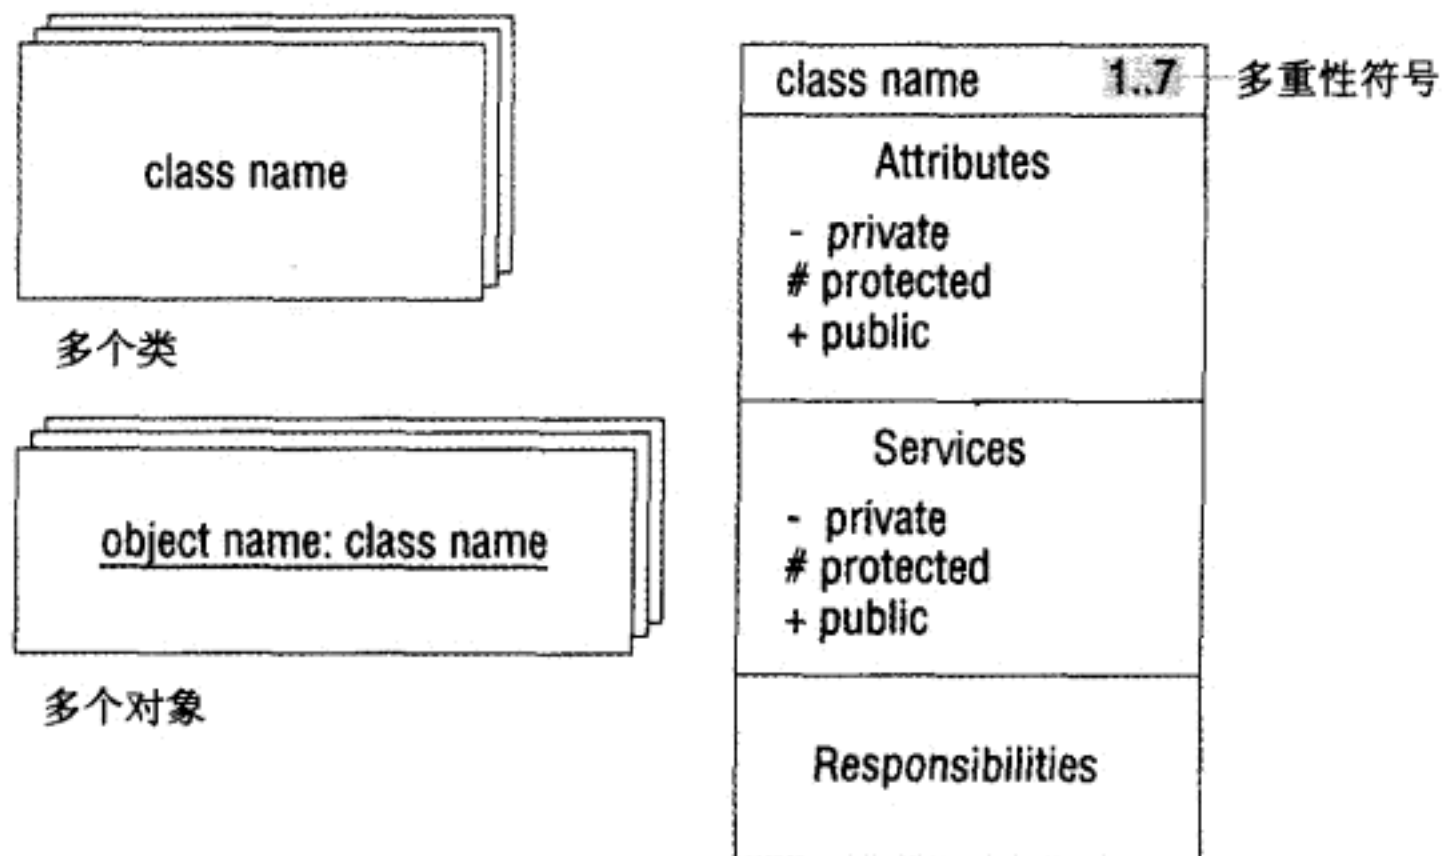 class name
多个类
object name: class name
多个对象
class name 1..7 多重性符号
Attributes
- private
# protected
+ public
Services
- private
# protected
+ public
Responsibilities